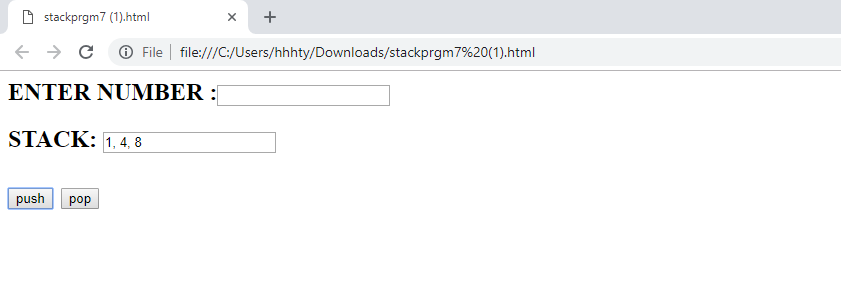 stackprgm7 (1).html
File file:///C:/Users/hhhty/Downloads/stackprgm7%20(1).html
ENTER NUMBER :
STACK: 1, 4, 8
push pop